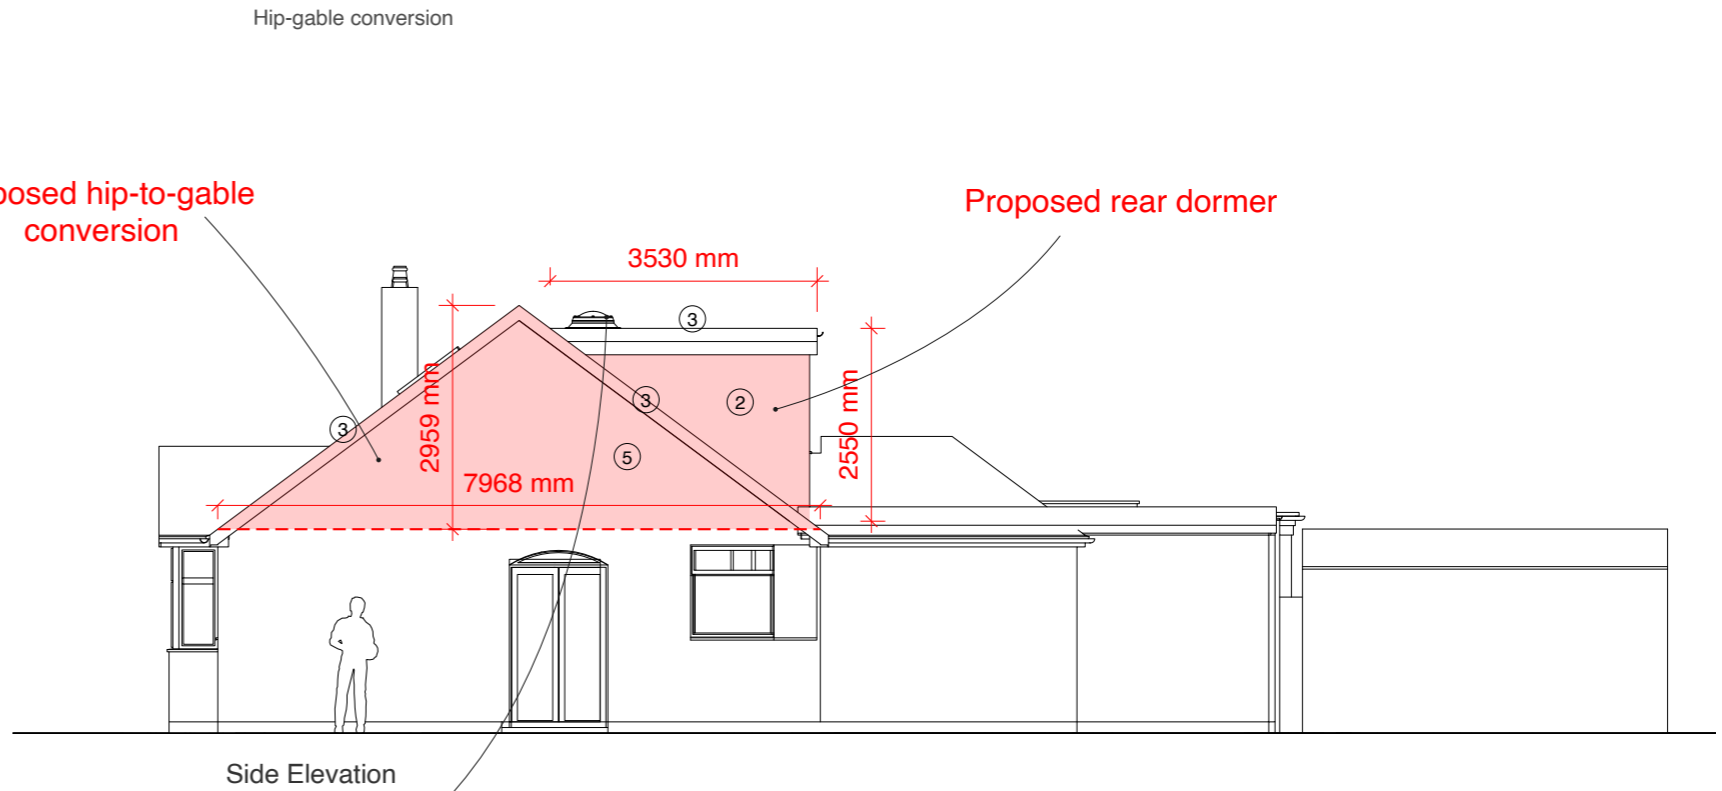 Hip-gable conversion
posed hip-to-gable
conversion
Proposed rear dormer
3530 mm
3
3
3
2
2959 mm
2550 mm
5
7968 mm
Side Elevation